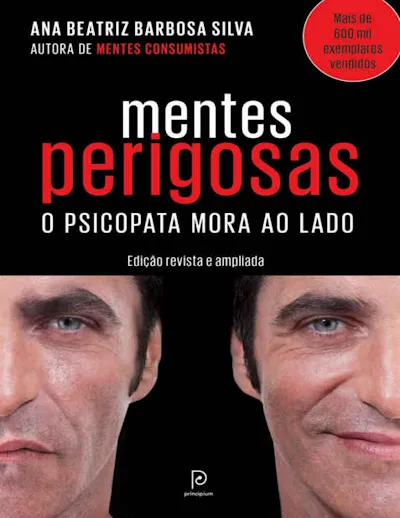 ANA BEATRIZ BARBOSA SILVA
AUTORA DE MENTES CONSUMISTAS
Mais de
600 mil
exemplares
vendidos
mentes
perigosas
O PSICOPATA MORA AO LADO
Edição revista e ampliada
principium